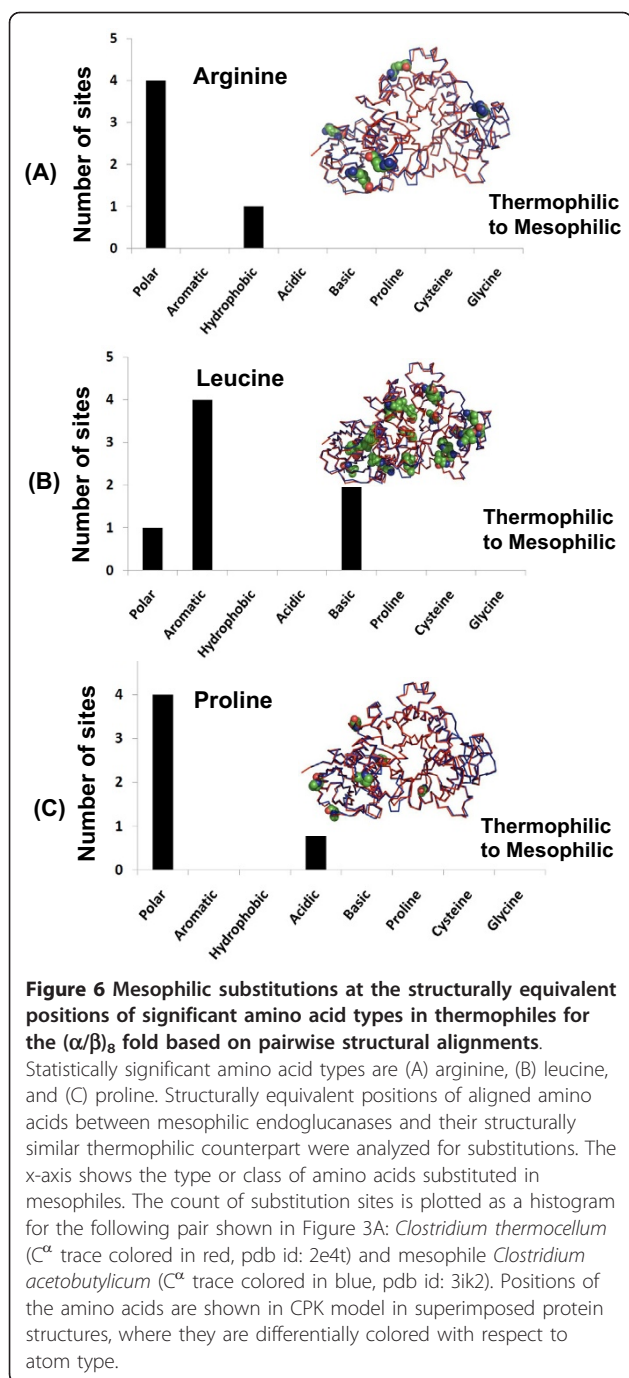 (A)
Number of sites
5
4
3
2
1
0
Arginine
Thermophilic
to Mesophilic
Polar
Aromatic
Hydrophobic
Acidic
Basic
Proline
Cysteine
Glycine
(B)
Number of sites
5
4
3
2
1
0
Leucine
Thermophilic
to Mesophilic
Polar
Aromatic
Hydrophobic
Acidic
Basic
Proline
Cysteine
Glycine
(C)
Number of sites
4
3
2
1
0
Proline
Thermophilic
to Mesophilic
Polar
Aromatic
Hydrophobic
Acidic
Basic
Proline
Cysteine
Glycine
Figure 6 Mesophilic substitutions at the structurally equivalent
positions of significant amino acid types in thermophiles for
the (α/β)₈ fold based on pairwise structural alignments.
Statistically significant amino acid types are (A) arginine, (B) leucine,
and (C) proline. Structurally equivalent positions of aligned amino
acids between mesophilic endoglucanases and their structurally
similar thermophilic counterpart were analyzed for substitutions. The
x-axis shows the type or class of amino acids substituted in
mesophiles. The count of substitution sites is plotted as a histogram
for the following pair shown in Figure 3A: Clostridium thermocellum
(Cᵅ trace colored in red, pdb id: 2e4t) and mesophile Clostridium
acetobutylicum (Cᵅ trace colored in blue, pdb id: 3ik2). Positions of
the amino acids are shown in CPK model in superimposed protein
structures, where they are differentially colored with respect to
atom type.